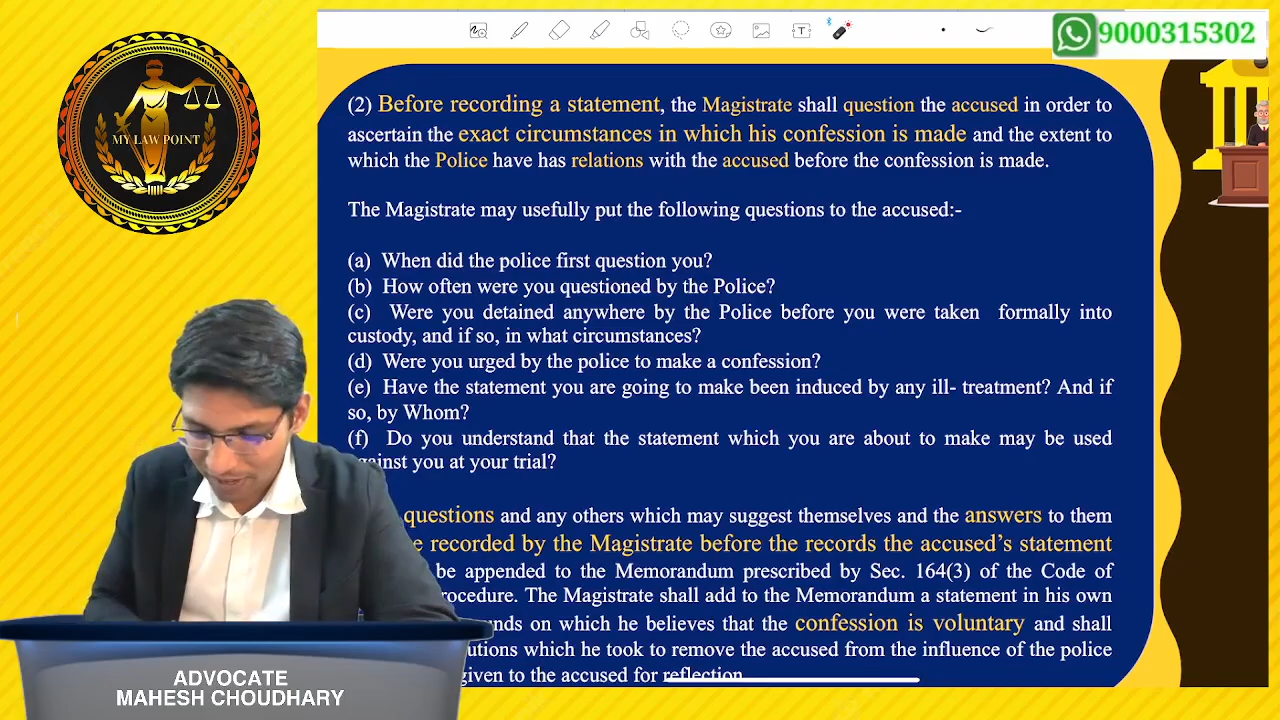 9000315302
MY LAW POINT
(2) Before recording a statement, the Magistrate shall question the accused in order to
ascertain the exact circumstances in which his confession is made and the extent to
which the Police have has relations with the accused before the confession is made.
The Magistrate may usefully put the following questions to the accused:-
(a) When did the police first question you?
(b) How often were you questioned by the Police?
(c) Were you detained anywhere by the Police before you were taken formally into
custody, and if so, in what circumstances?
(d) Were you urged by the police to make a confession?
(e) Have the statement you are going to make been induced by any ill- treatment? And if
so, by Whom?
(f) Do you understand that the statement which you are about to make may be used
you at your trial?
questions and any others which may suggest themselves and the answers to them
recorded by the Magistrate before the records the accused's statement
be appended to the Memorandum prescribed by Sec. 164(3) of the Code of
The Magistrate shall add to the Memorandum a statement in his own
on which he believes that the confession is voluntary and shall
which he took to remove the accused from the influence of the police
given to the accused for reflection
ADVOCATE
MAHESH CHOUDHARY